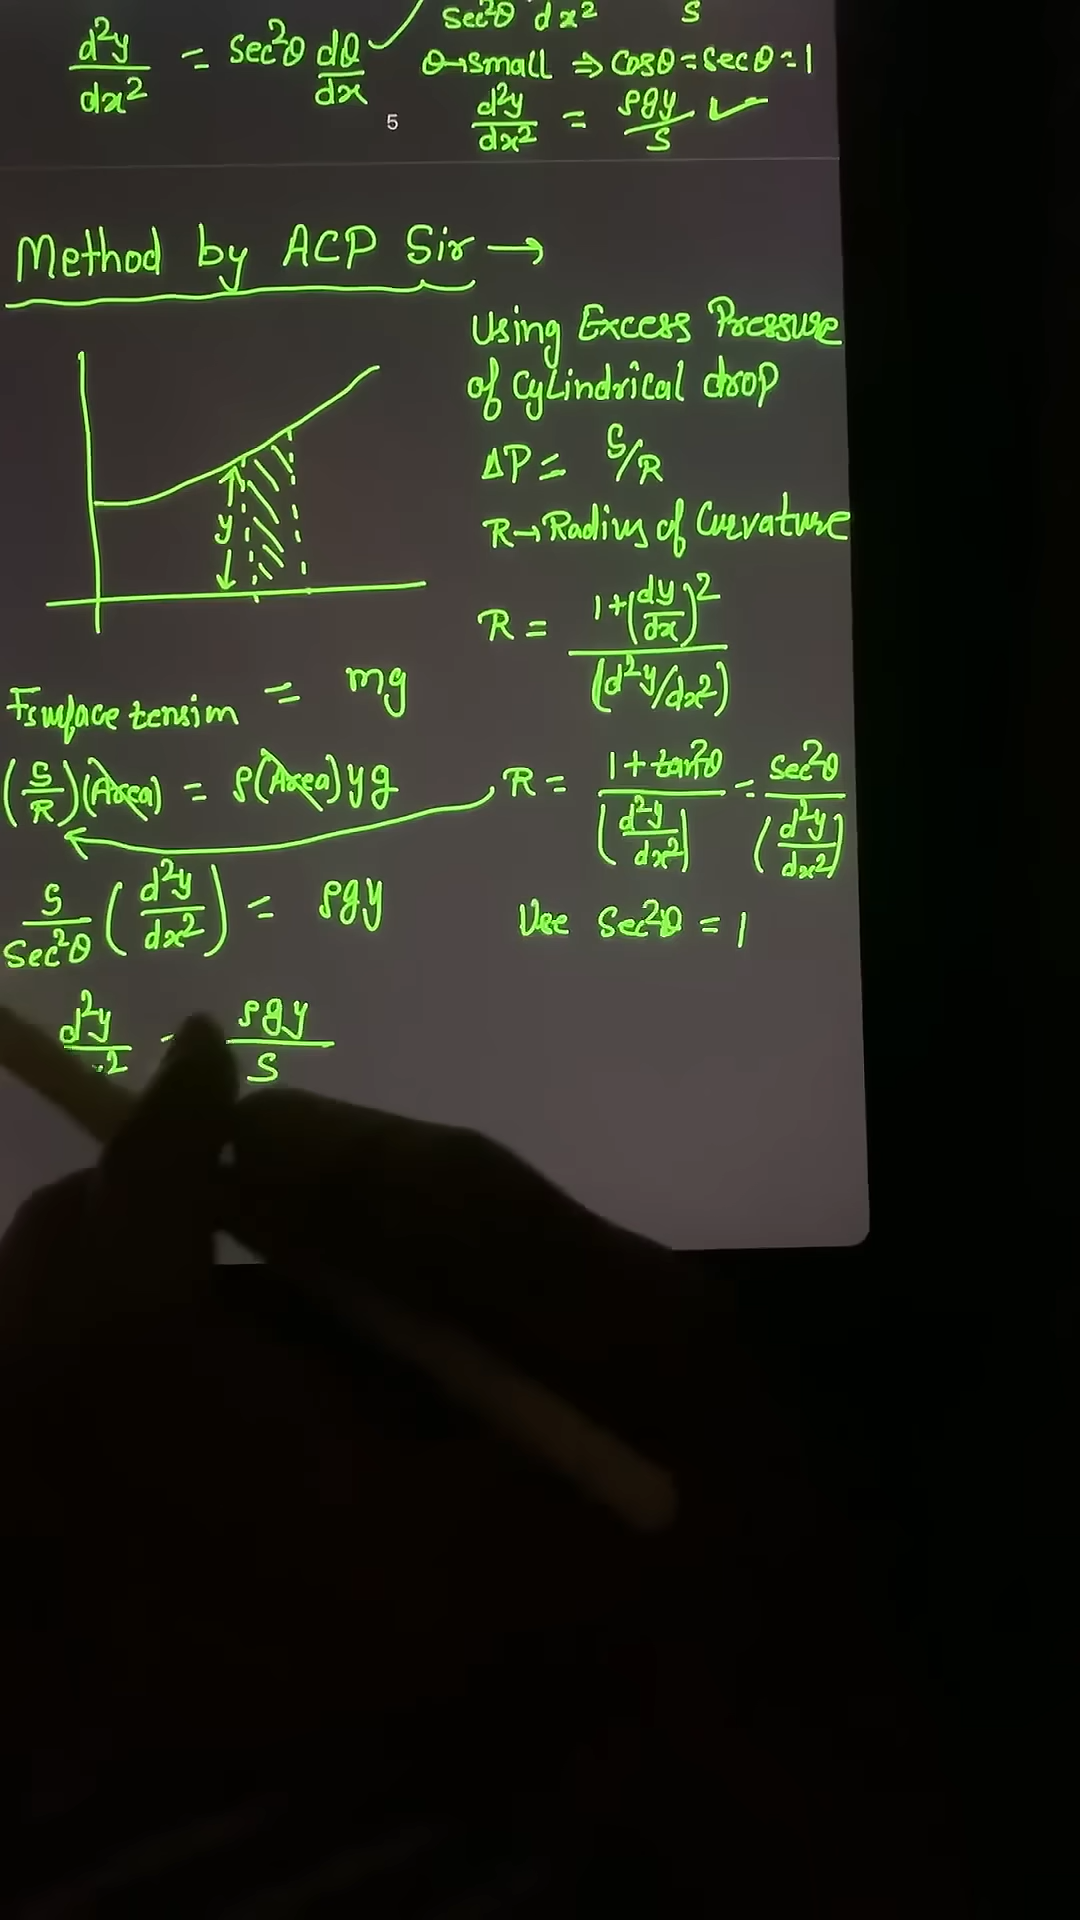 d²y/dx² = sec²θ dθ/dx
sec²θ dx² S
θ→small ⇒ cosθ = secθ = 1
d²y/dx² = ρgy/S ✓
5
Method by ACP Sir →
Using Excess Pressure
of Cylindrical drop
ΔP = S/R
R→Radius of Curvature
R = 1+(dy/dx)²/(d²y/dx²)
R = 1+tan²θ/(d²y/dx²) = sec²θ/(d²y/dx²)
Use sec²θ = 1
y
Fsurface tension = mg
(S/R)(Area) = ρ(Area)yg
S/Sec²θ (d²y/dx²) = ρgy
d²y/ x² = ρgy/S